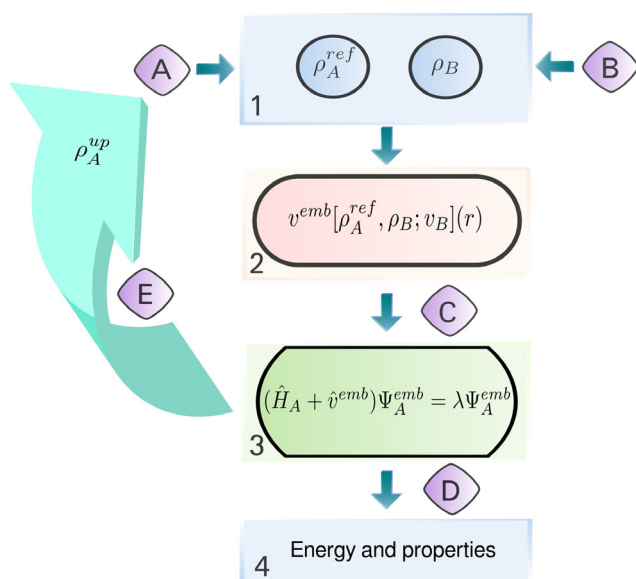 A
ρ_A^{ref}
ρ_B
B
1
ρ_A^{up}
v^{emb}[ρ_A^{ref}, ρ_B; v_B](r)
2
E
C
(Ĥ_A + v̂^{emb})Ψ_A^{emb} = λΨ_A^{emb}
3
D
Energy and properties
4